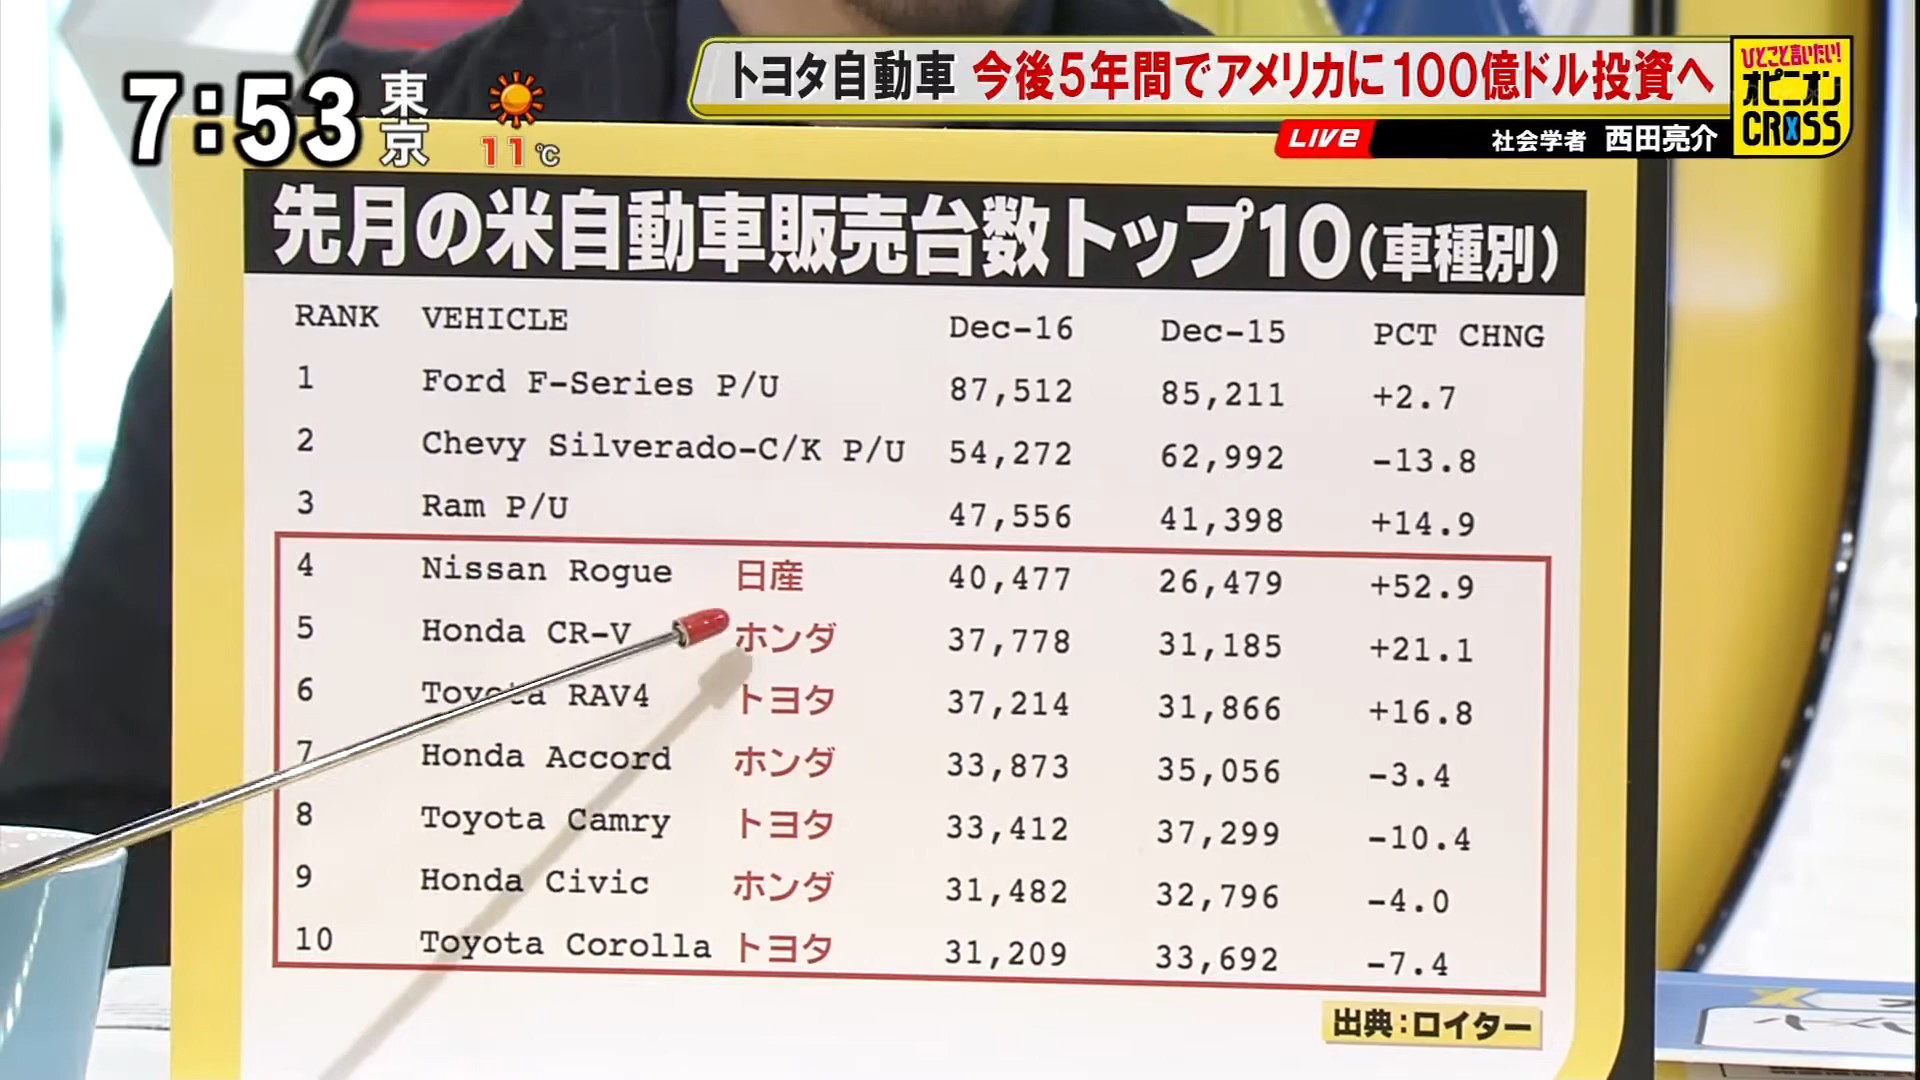 7:53 東京
11℃
トヨタ自動車 今後5年間でアメリカに100億ドル投資へ
ひとこと言いたい!
オピニオン
CROSS
LIVE 社会学者 西田亮介
先月の米自動車販売台数トップ10(車種別)
RANK VEHICLE Dec-16 Dec-15 PCT CHNG
1 Ford F-Series P/U 87,512 85,211 +2.7
2 Chevy Silverado-C/K P/U 54,272 62,992 -13.8
3 Ram P/U 47,556 41,398 +14.9
4 Nissan Rogue 日産 40,477 26,479 +52.9
5 Honda CR-V ホンダ 37,778 31,185 +21.1
6 Toyota RAV4 トヨタ 37,214 31,866 +16.8
7 Honda Accord ホンダ 33,873 35,056 -3.4
8 Toyota Camry トヨタ 33,412 37,299 -10.4
9 Honda Civic ホンダ 31,482 32,796 -4.0
10 Toyota Corolla トヨタ 31,209 33,692 -7.4
出典:ロイター